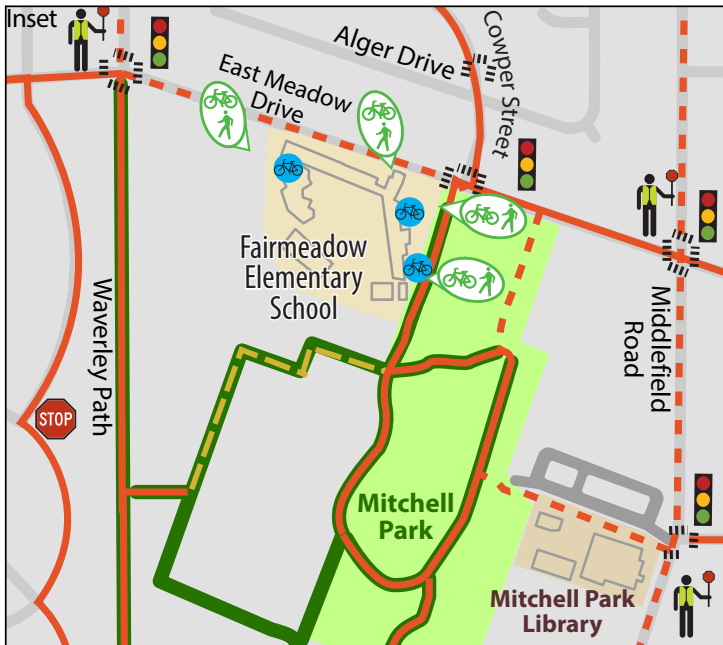 Inset
Alger Drive
Cowper Street
East Meadow
Drive
Fairmeadow
Elementary
School
Waverley Path
Middlefield
Road
STOP
Mitchell
Park
Mitchell Park
Library